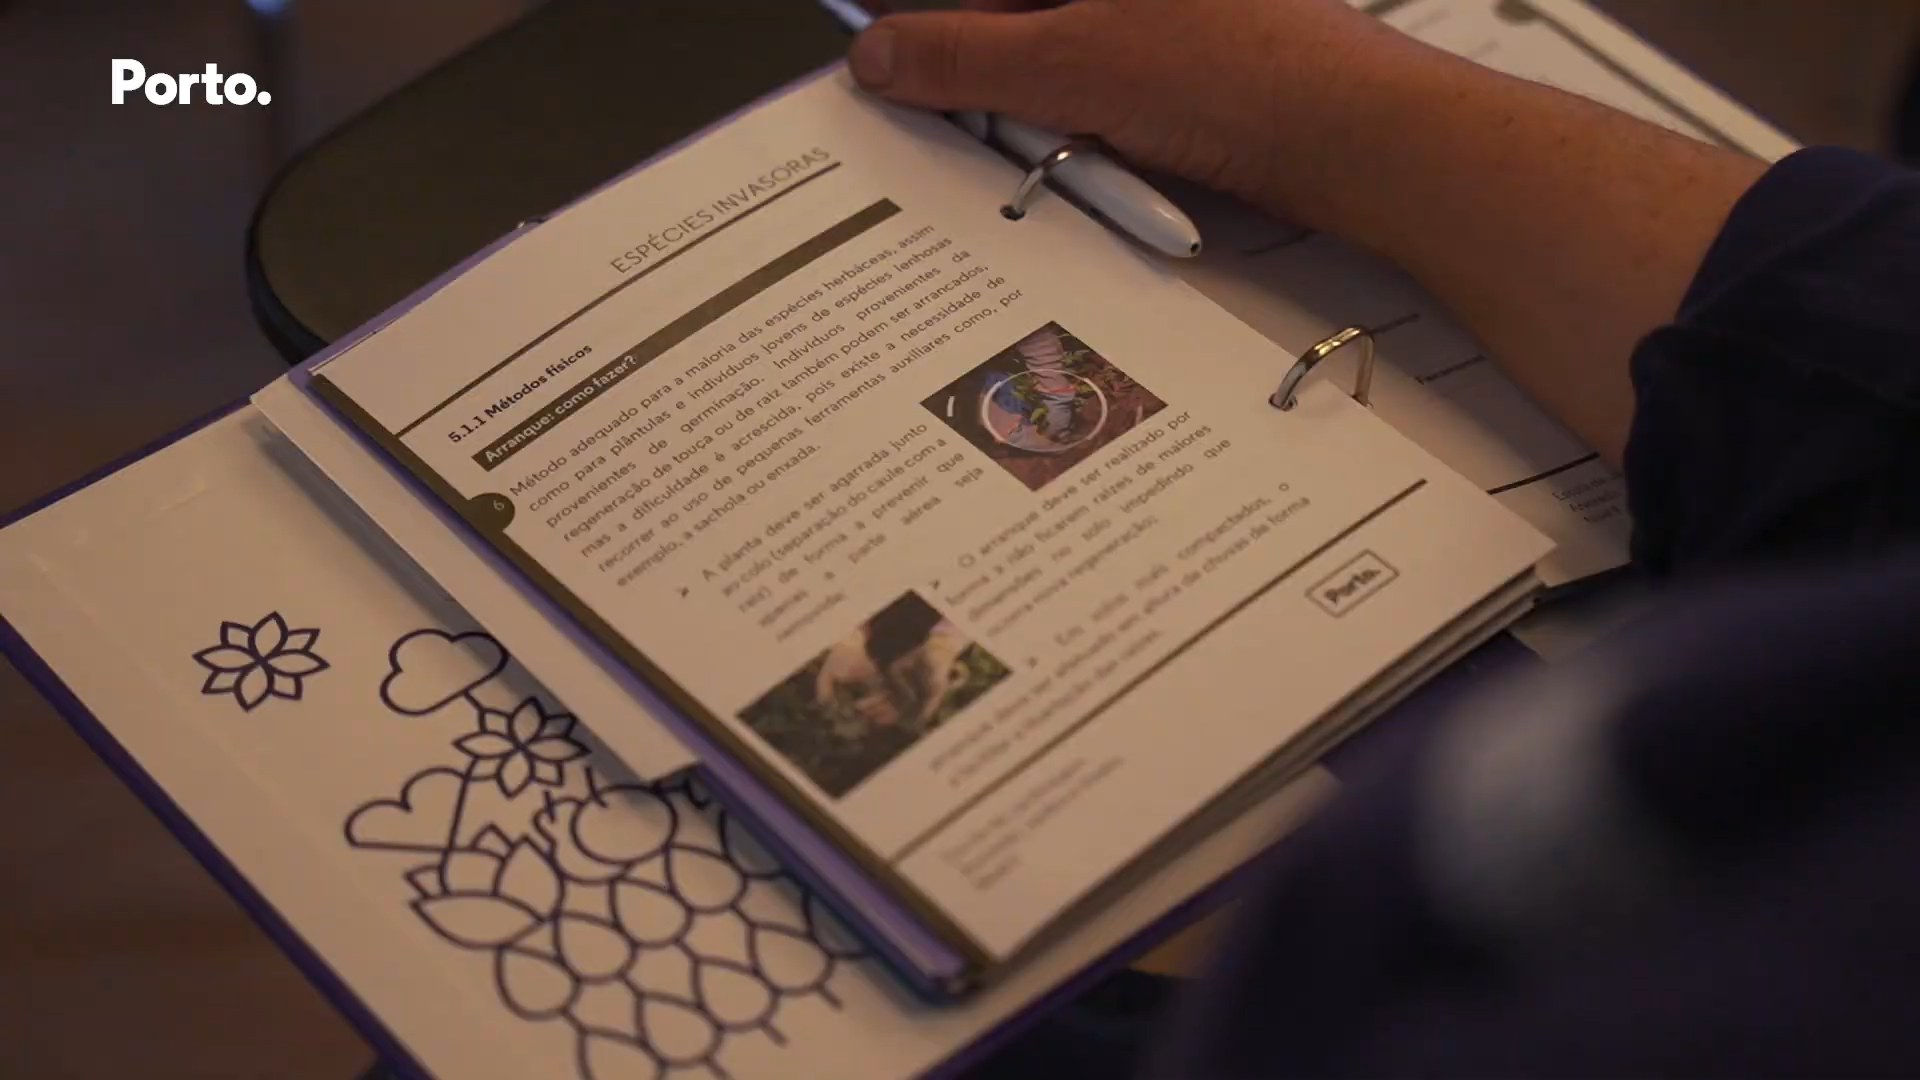 Porto.
ESPÉCIES INVASORAS
5.1.1 Métodos físicos
Arranque: como fazer?
Método adequado para a maioria das espécies herbáceas, assim
como para plântulas e indivíduos jovens de espécies lenhosas
provenientes de germinação. Indivíduos provenientes da
regeneração de touça ou de raiz também podem ser arrancados,
mas a dificuldade é acrescida, pois existe a necessidade de
recorrer ao uso de pequenas ferramentas auxiliares como, por
exemplo, a sachola ou enxada.
6
A planta deve ser agarrada junto
ao colo (separação do caule com a
raiz) de forma a prevenir que
apenas a parte aérea seja
removida;
O arranque deve ser realizado por
forma a não ficarem raízes de maiores
dimensões no solo impedindo que
ocorra nova regeneração;
Em solos mais compactados, o
arranque deve ser efetuado em altura de chuvas de forma
a facilitar a libertação das raízes.
Porto.